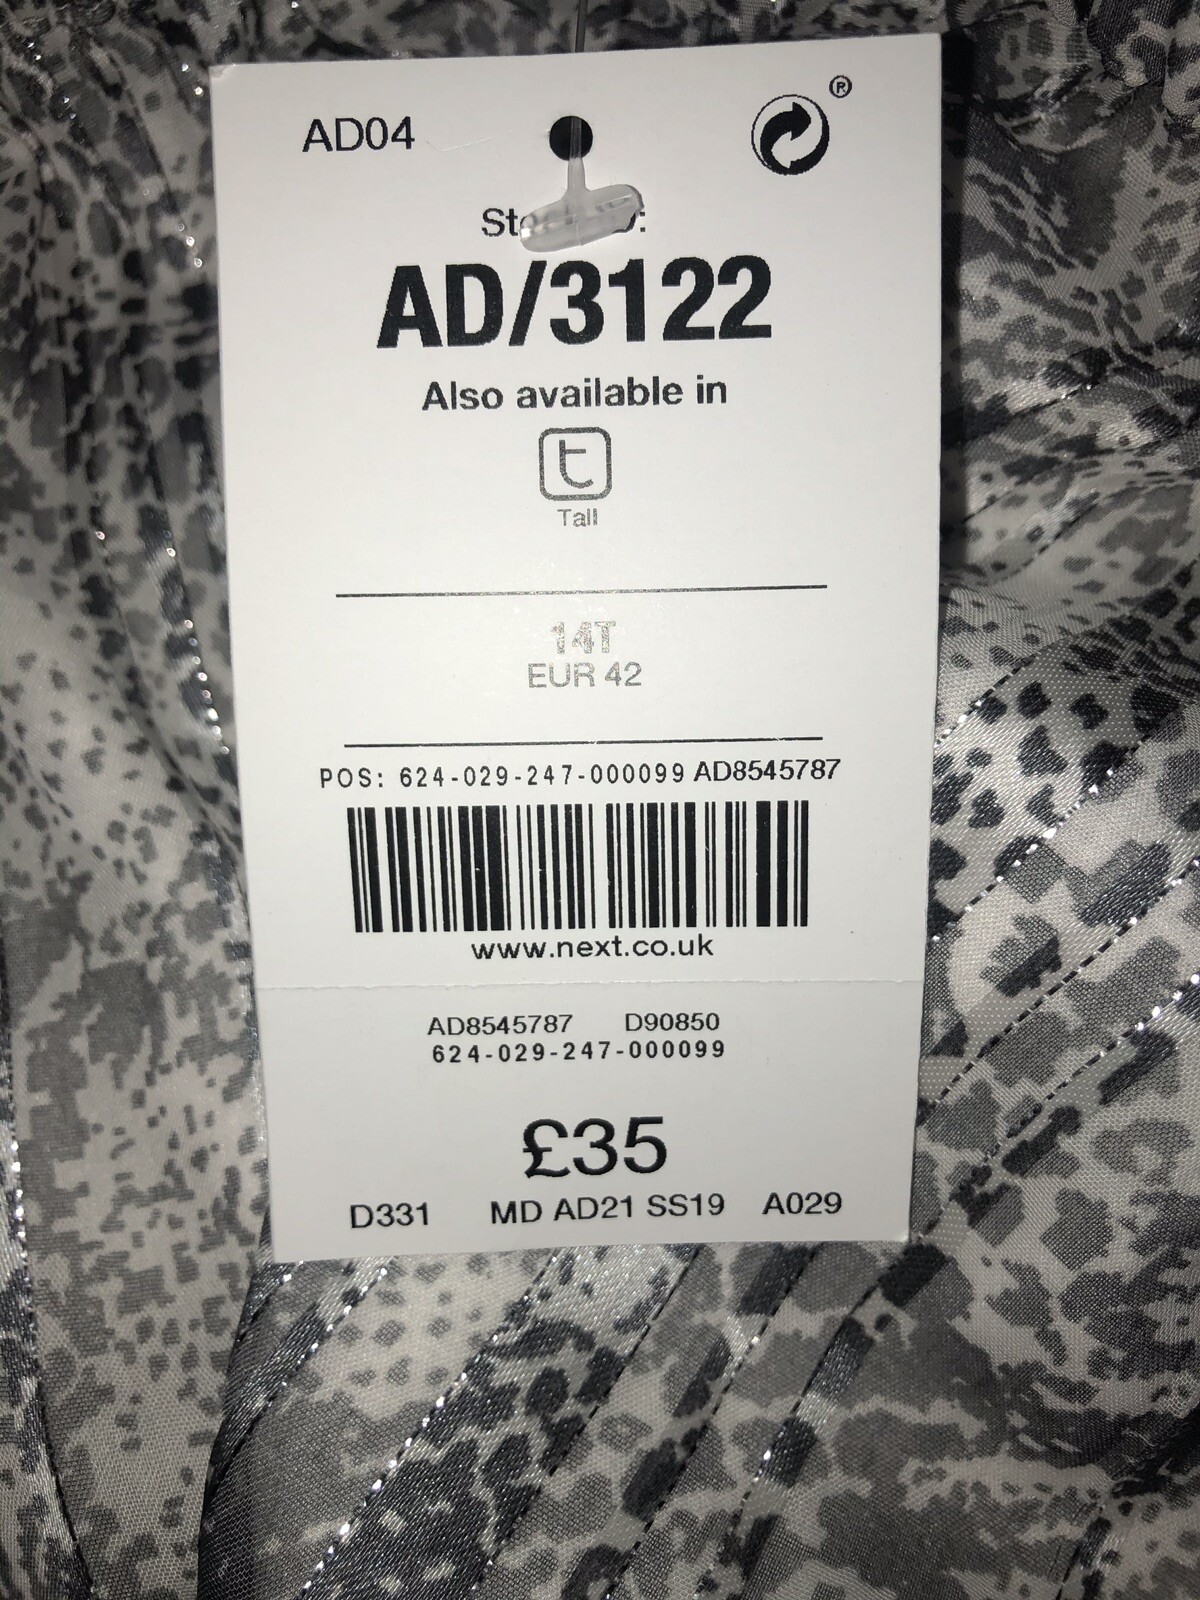 AD04
®
AD/3122
Also available in
t
Tall
14T
EUR 42
POS: 624-029-247-000099 AD8545787
www.next.co.uk
AD8545787 D90850
624-029-247-000099
£35
D331 MD AD21 SS19 A029